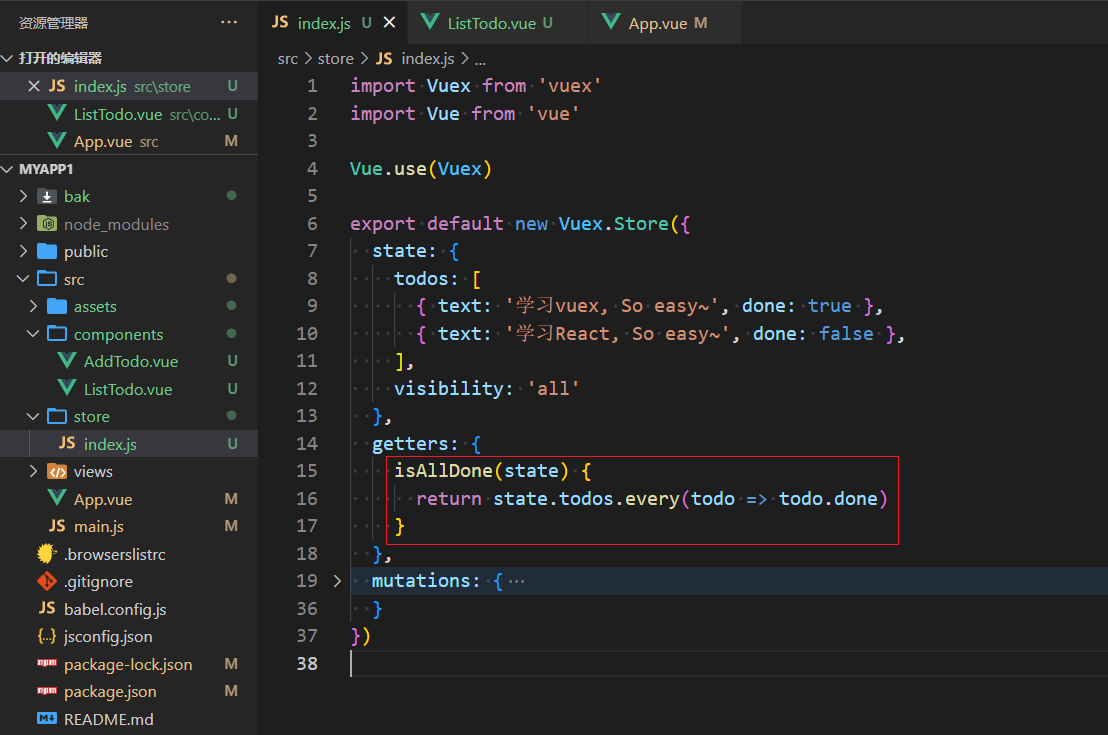 资源管理器 ···
打开的编辑器
JS index.js src\store U
ListTodo.vue src\co... U
App.vue src M
MYAPP1
bak
node_modules
public
src
assets
components
AddTodo.vue U
ListTodo.vue U
store
JS index.js U
views
App.vue M
JS main.js M
.browserslistrc
.gitignore
JS babel.config.js
{..} jsconfig.json
npm package-lock.json M
npm package.json M
M README.md
JS index.js U
ListTodo.vue U
App.vue M
src > store > JS index.js > ...
1 import Vuex from 'vuex'
2 import Vue from 'vue'
3
4 Vue.use(Vuex)
5
6 export default new Vuex.Store({
7 state: {
8 todos: [
9 { text: '学习vuex, So easy~', done: true },
10 { text: '学习React, So easy~', done: false },
11 ],
12 visibility: 'all'
13 },
14 getters: {
15 isAllDone(state) {
16 return state.todos.every(todo => todo.done)
17 }
18 },
19 mutations: { ···
36 }
37 })
38